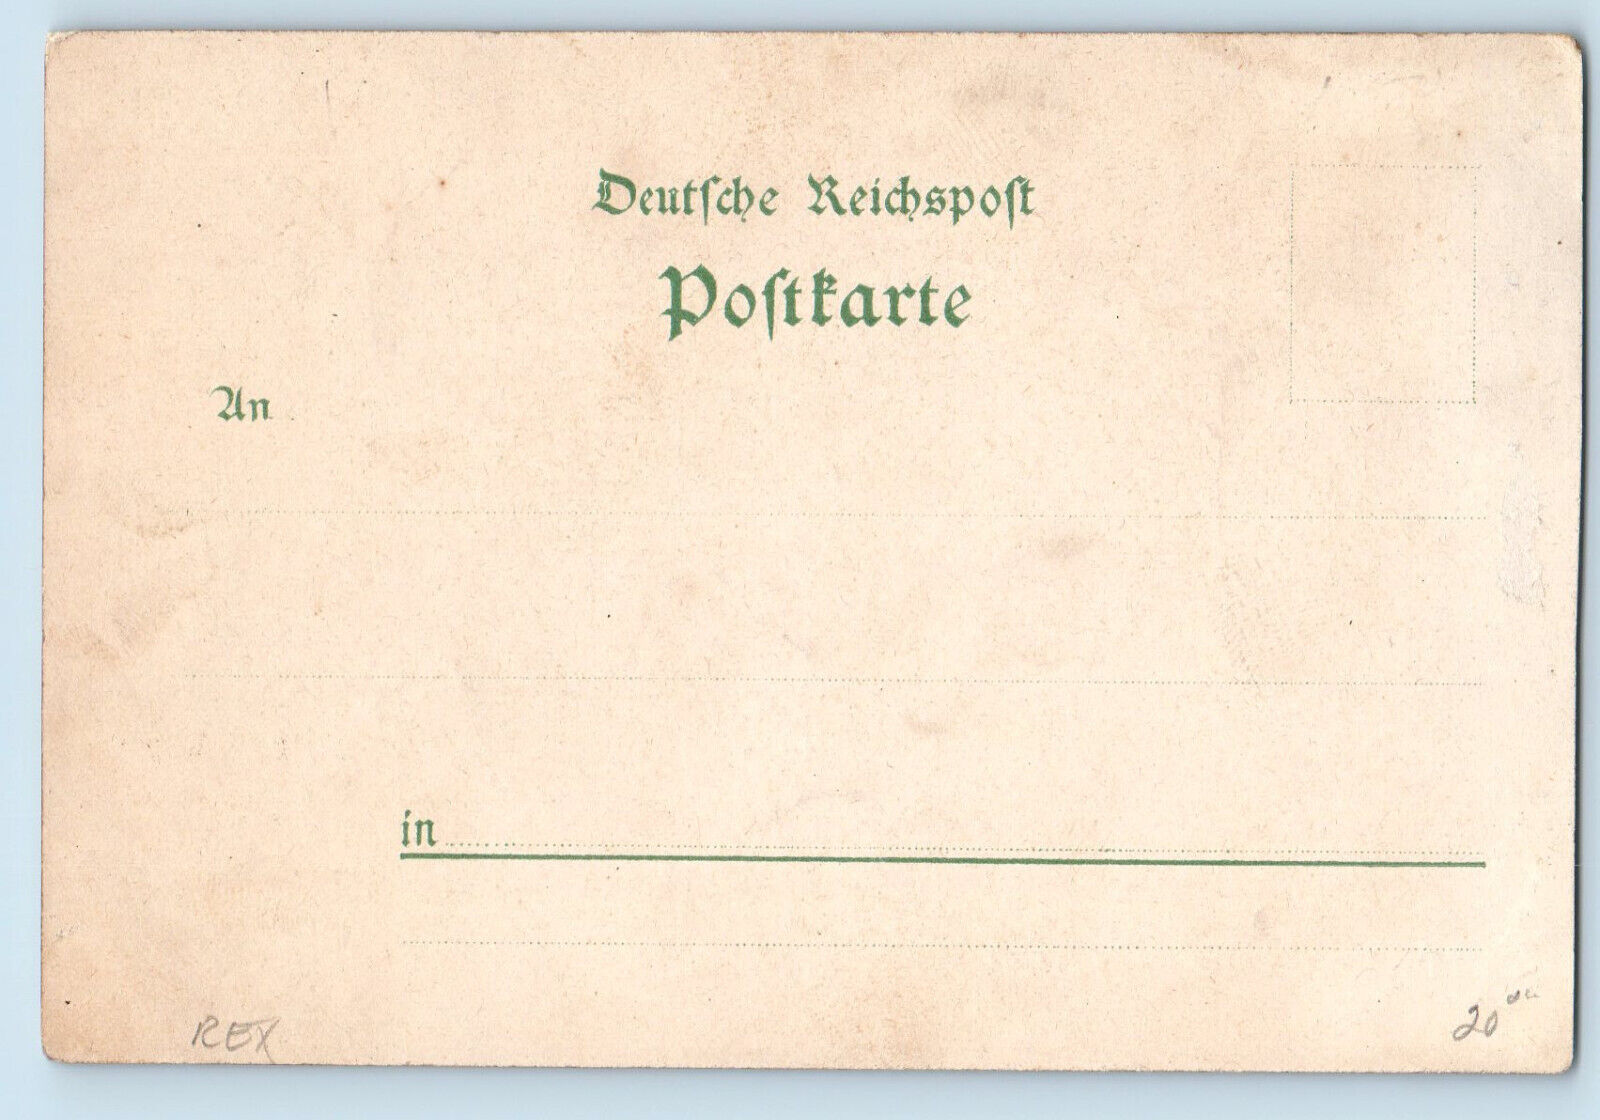 Deutſche Reichspoſt
Poſtkarte
An
in
REX
20